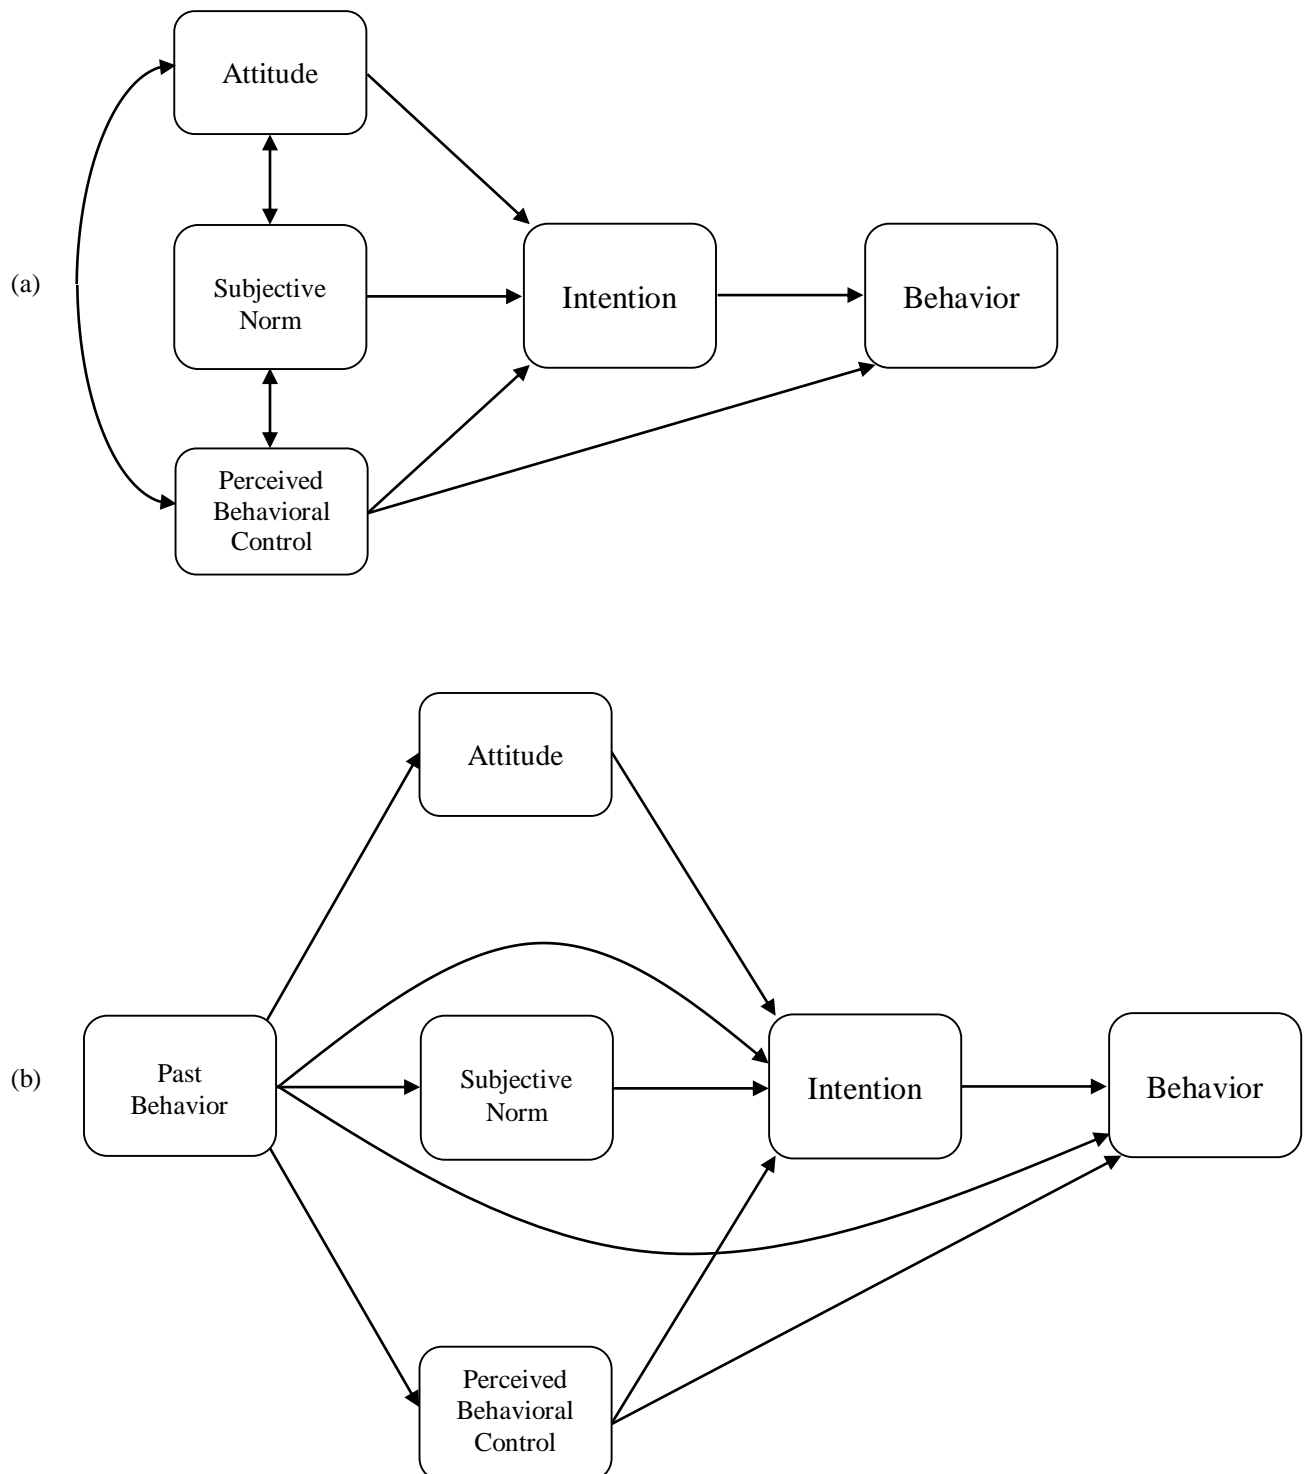 Attitude
(a)
Subjective
Norm
Intention
Behavior
Perceived
Behavioral
Control
Attitude
(b)
Past
Behavior
Subjective
Norm
Intention
Behavior
Perceived
Behavioral
Control